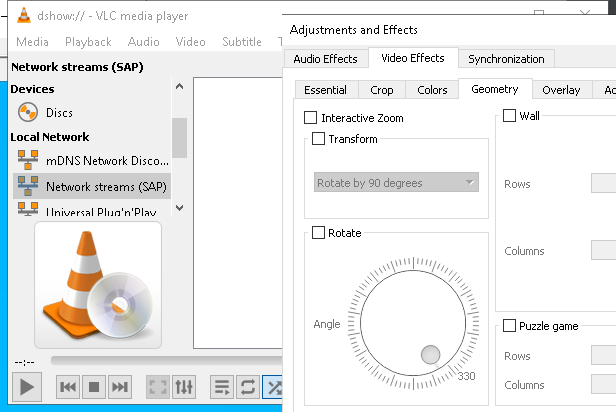 dshow:// - VLC media player
Media Playback Audio Video Subtitle
Network streams (SAP)
Devices
Discs
Local Network
mDNS Network Disco...
Network streams (SAP)
Universal Plug'n'Play
--:--
Adjustments and Effects
Audio Effects Video Effects Synchronization
Essential Crop Colors Geometry Overlay
Interactive Zoom
Transform
Rotate by 90 degrees
Rotate
Angle
330
Wall
Rows
Columns
Puzzle game
Rows
Columns